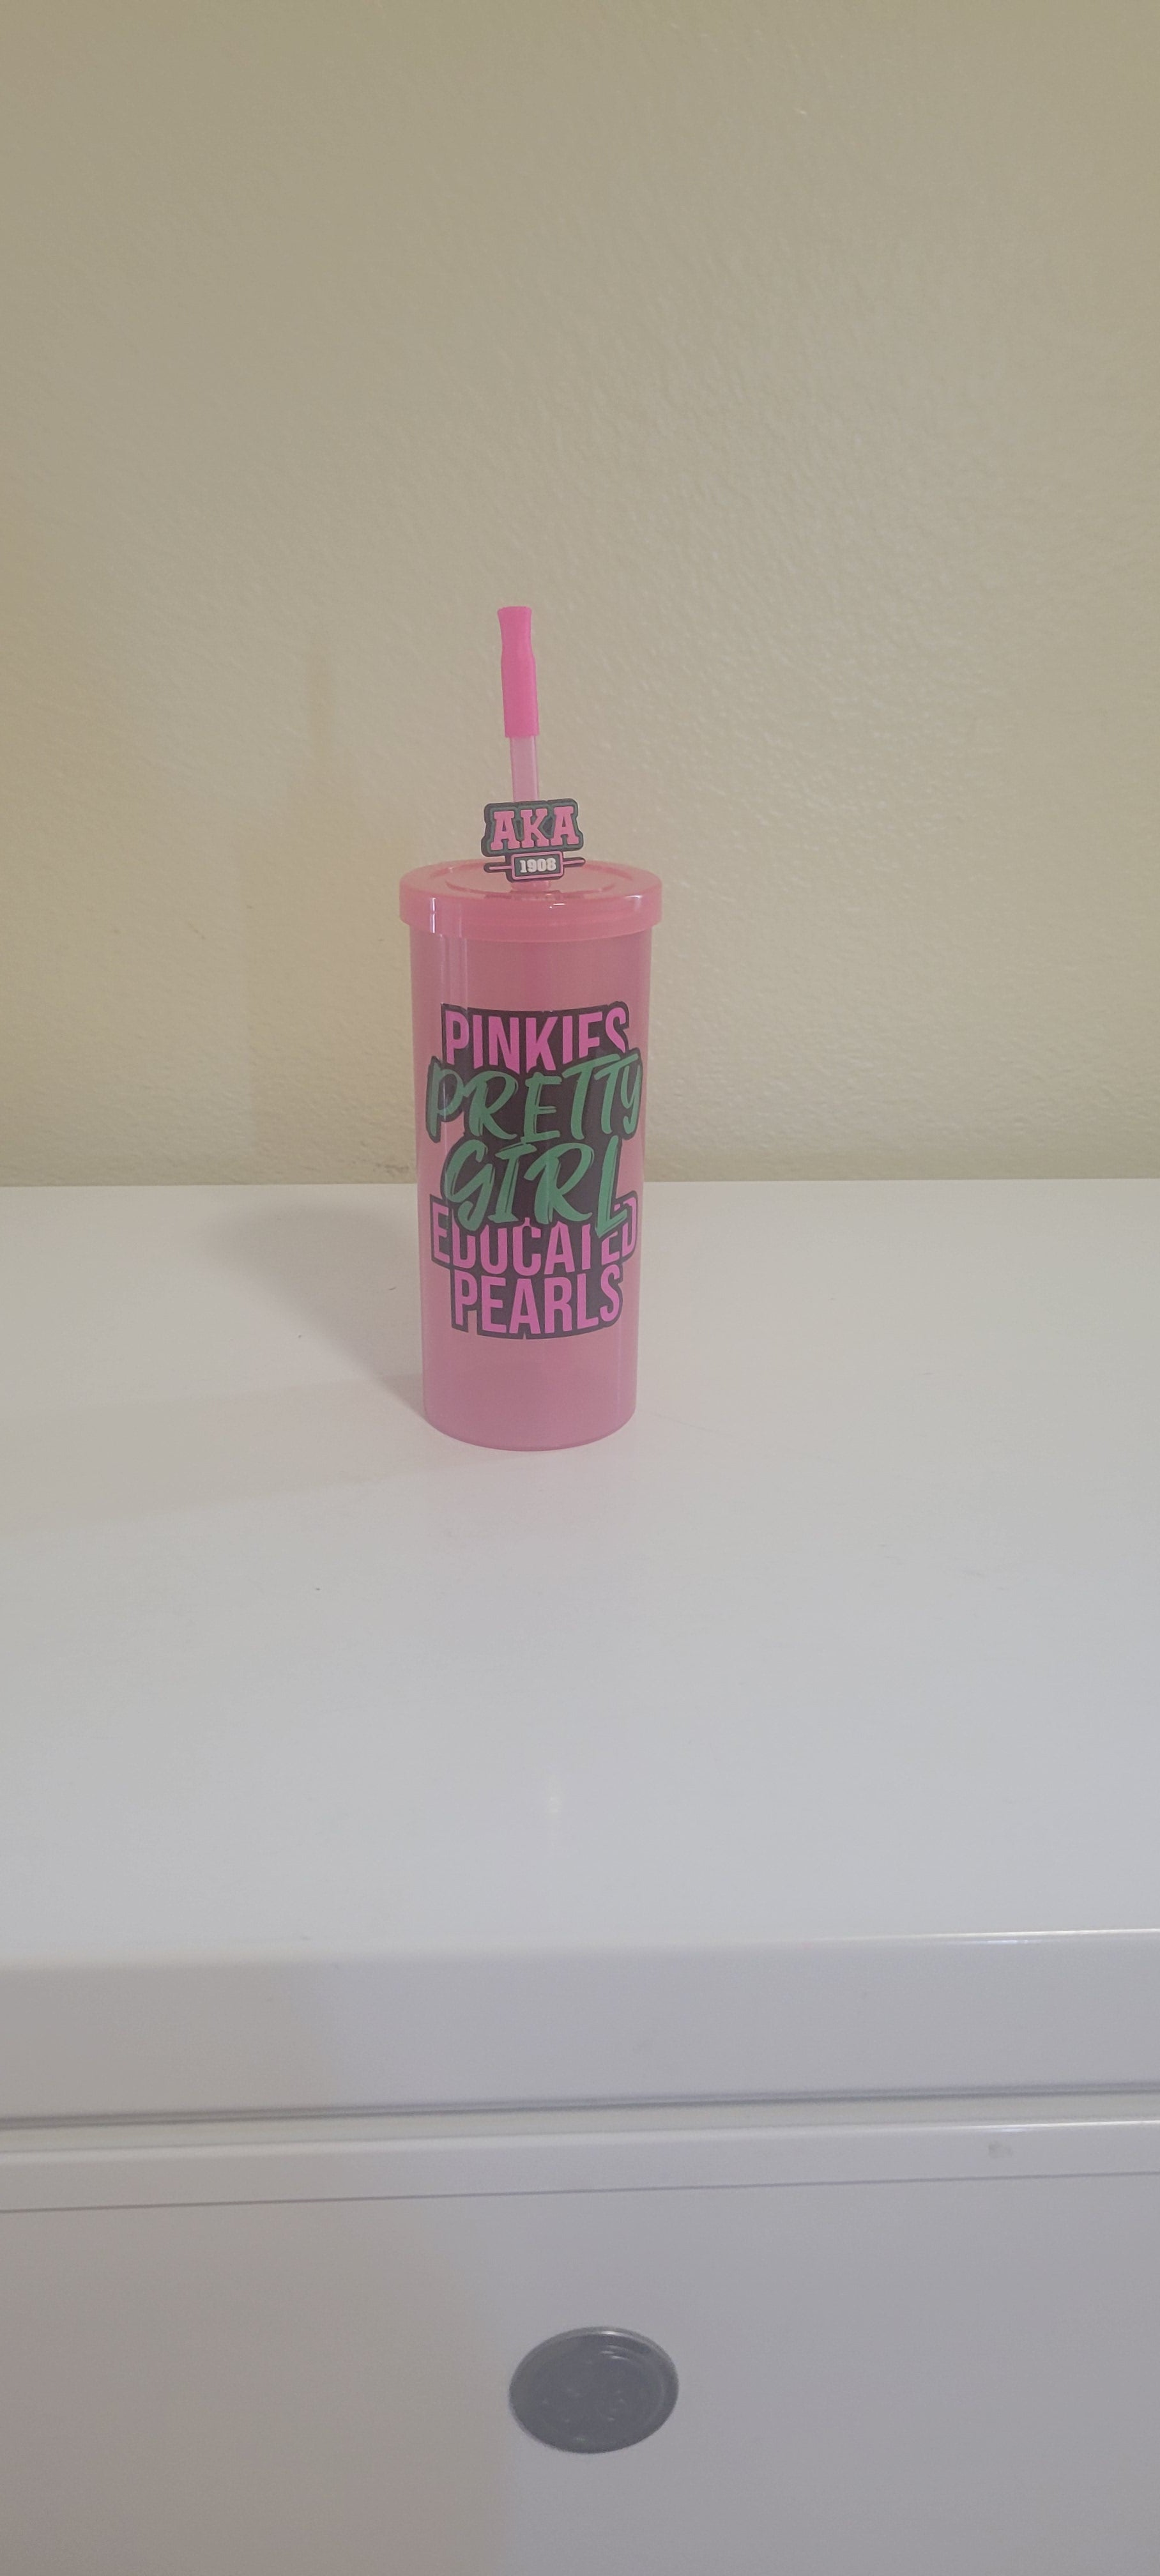 AKA
1908
PINKIES
PRETTY
GIRL
EDUCATED
PEARLS